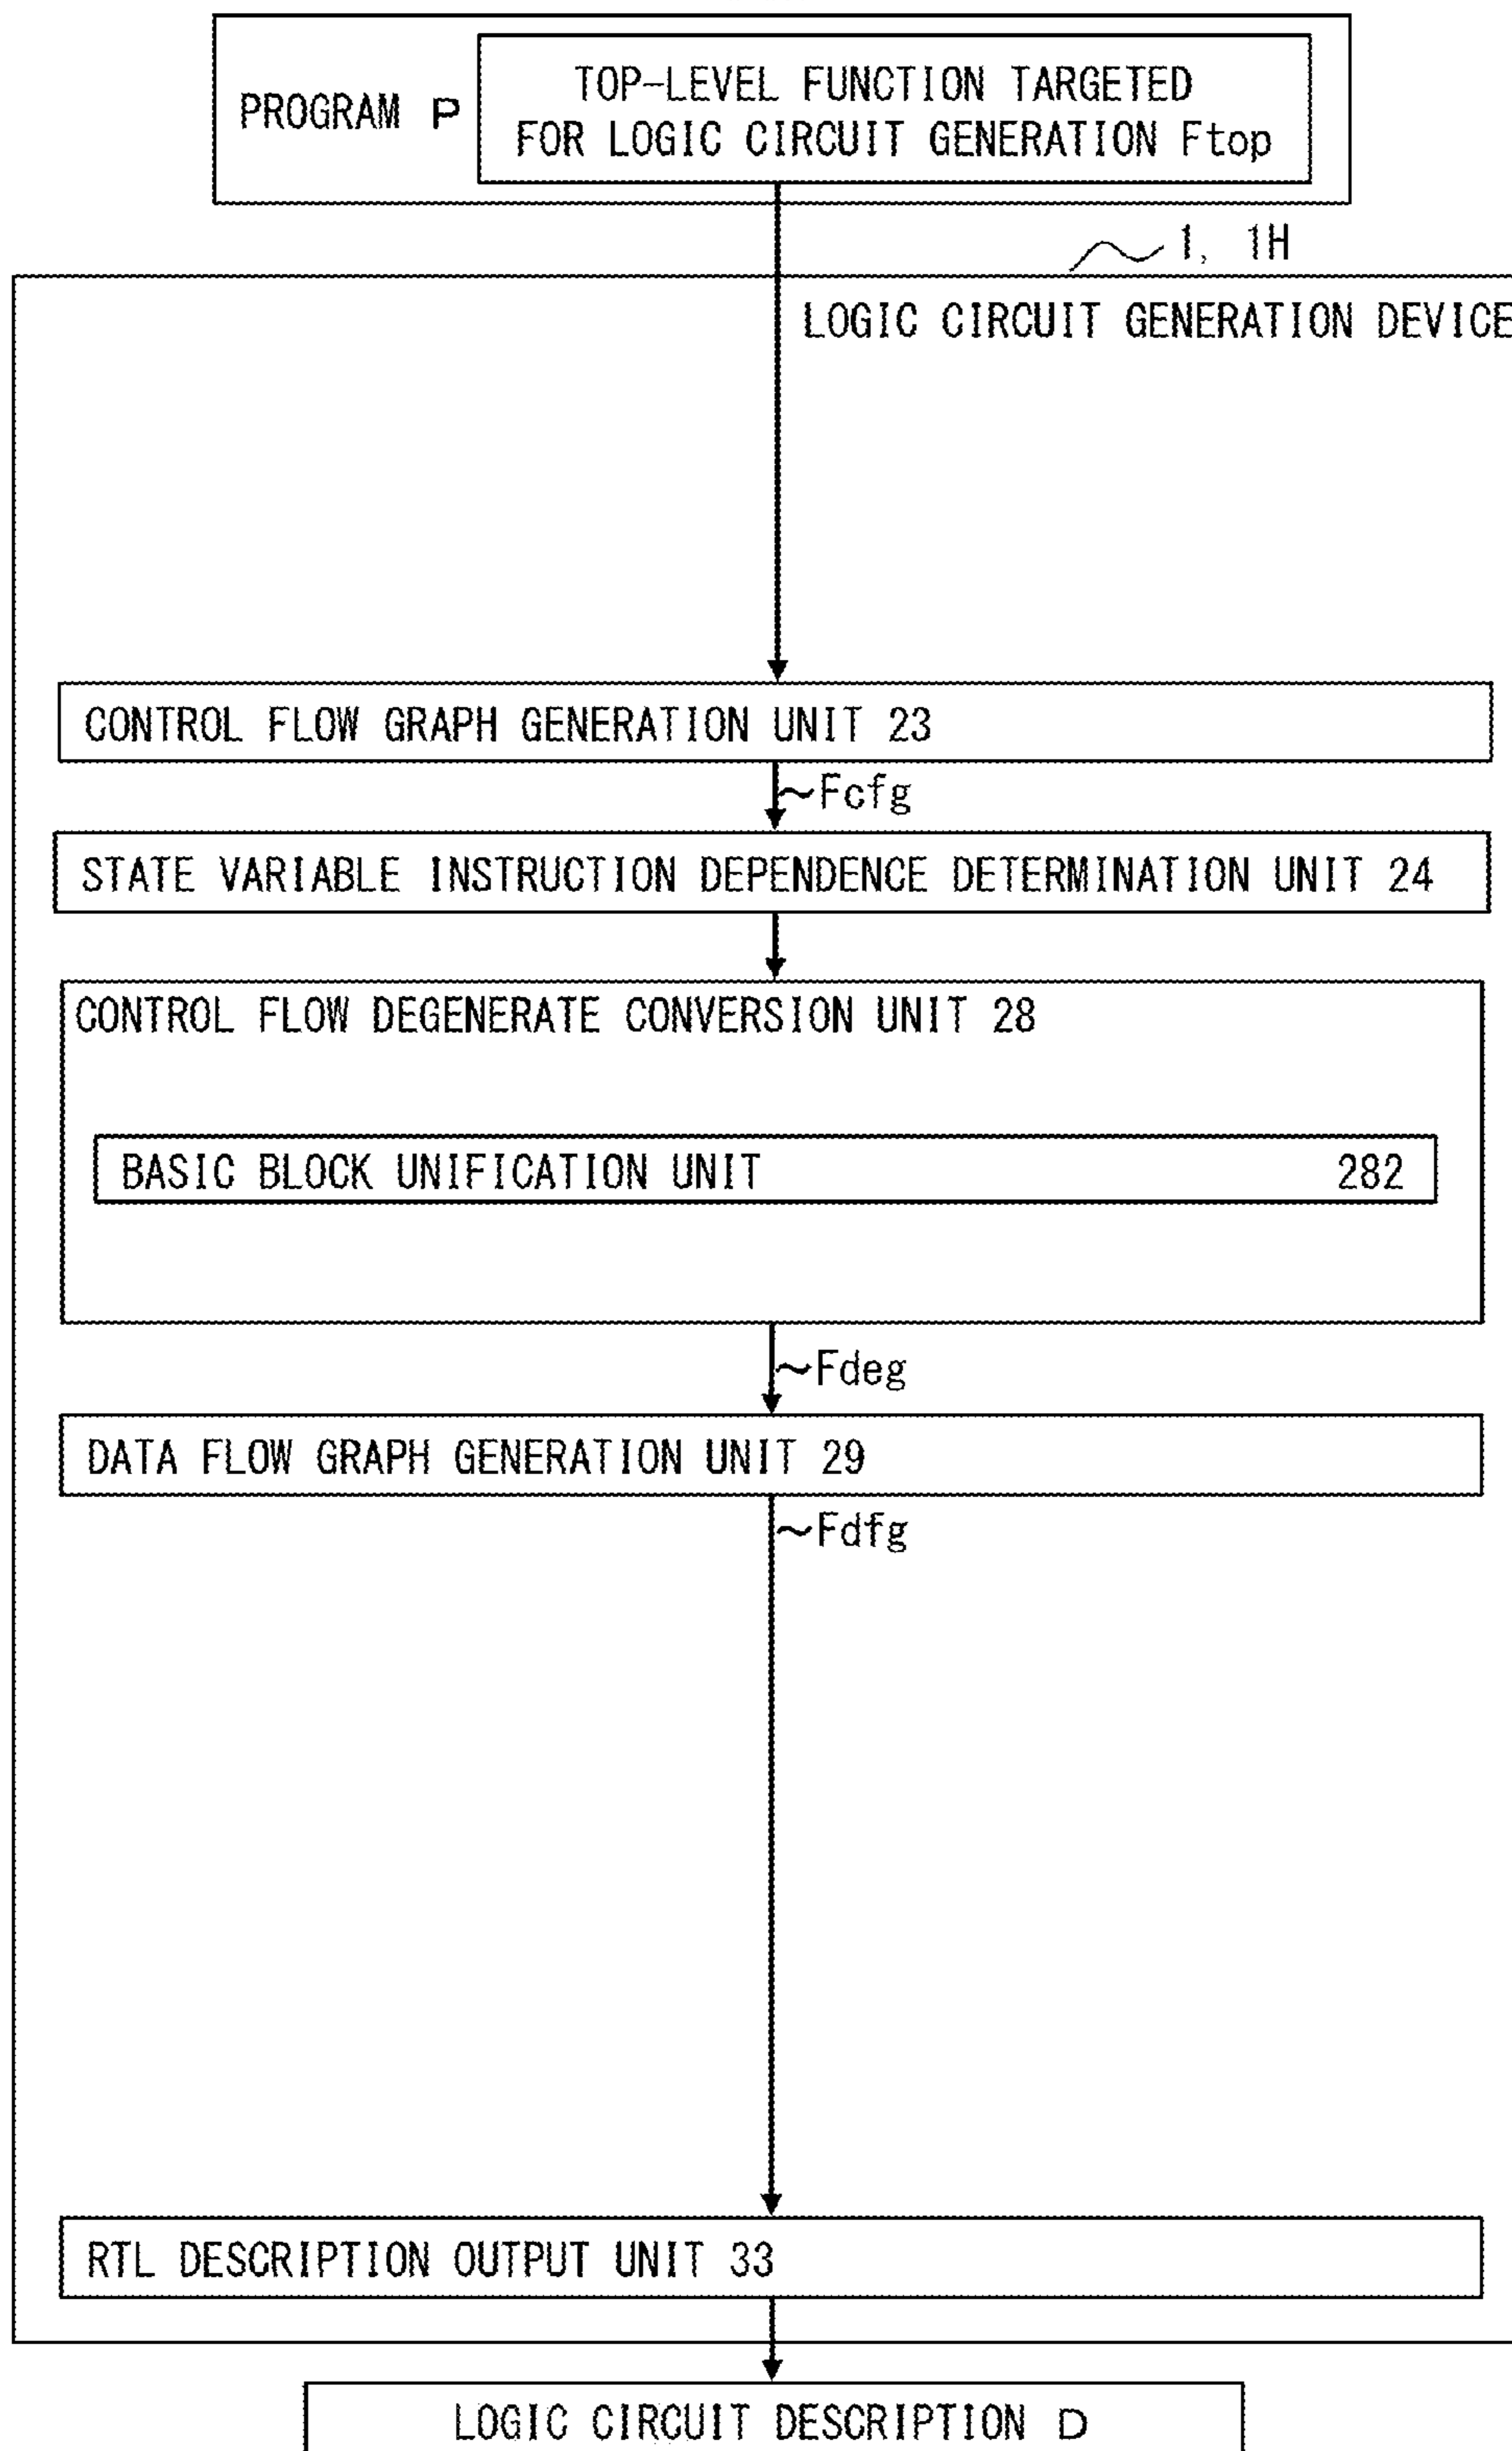 PROGRAM P
TOP-LEVEL FUNCTION TARGETED
FOR LOGIC CIRCUIT GENERATION Ftop
1, 1H
LOGIC CIRCUIT GENERATION DEVICE
CONTROL FLOW GRAPH GENERATION UNIT 23
~Fcfg
STATE VARIABLE INSTRUCTION DEPENDENCE DETERMINATION UNIT 24
CONTROL FLOW DEGENERATE CONVERSION UNIT 28
BASIC BLOCK UNIFICATION UNIT 282
~Fdeg
DATA FLOW GRAPH GENERATION UNIT 29
~Fdfg
RTL DESCRIPTION OUTPUT UNIT 33
LOGIC CIRCUIT DESCRIPTION D